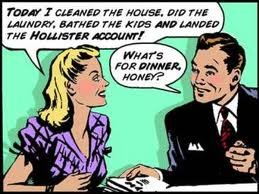 TODAY I CLEANED THE HOUSE, DID THE
LAUNDRY, BATHED THE KIDS AND LANDED
THE HOLLISTER ACCOUNT!
WHAT'S
FOR DINNER,
HONEY?